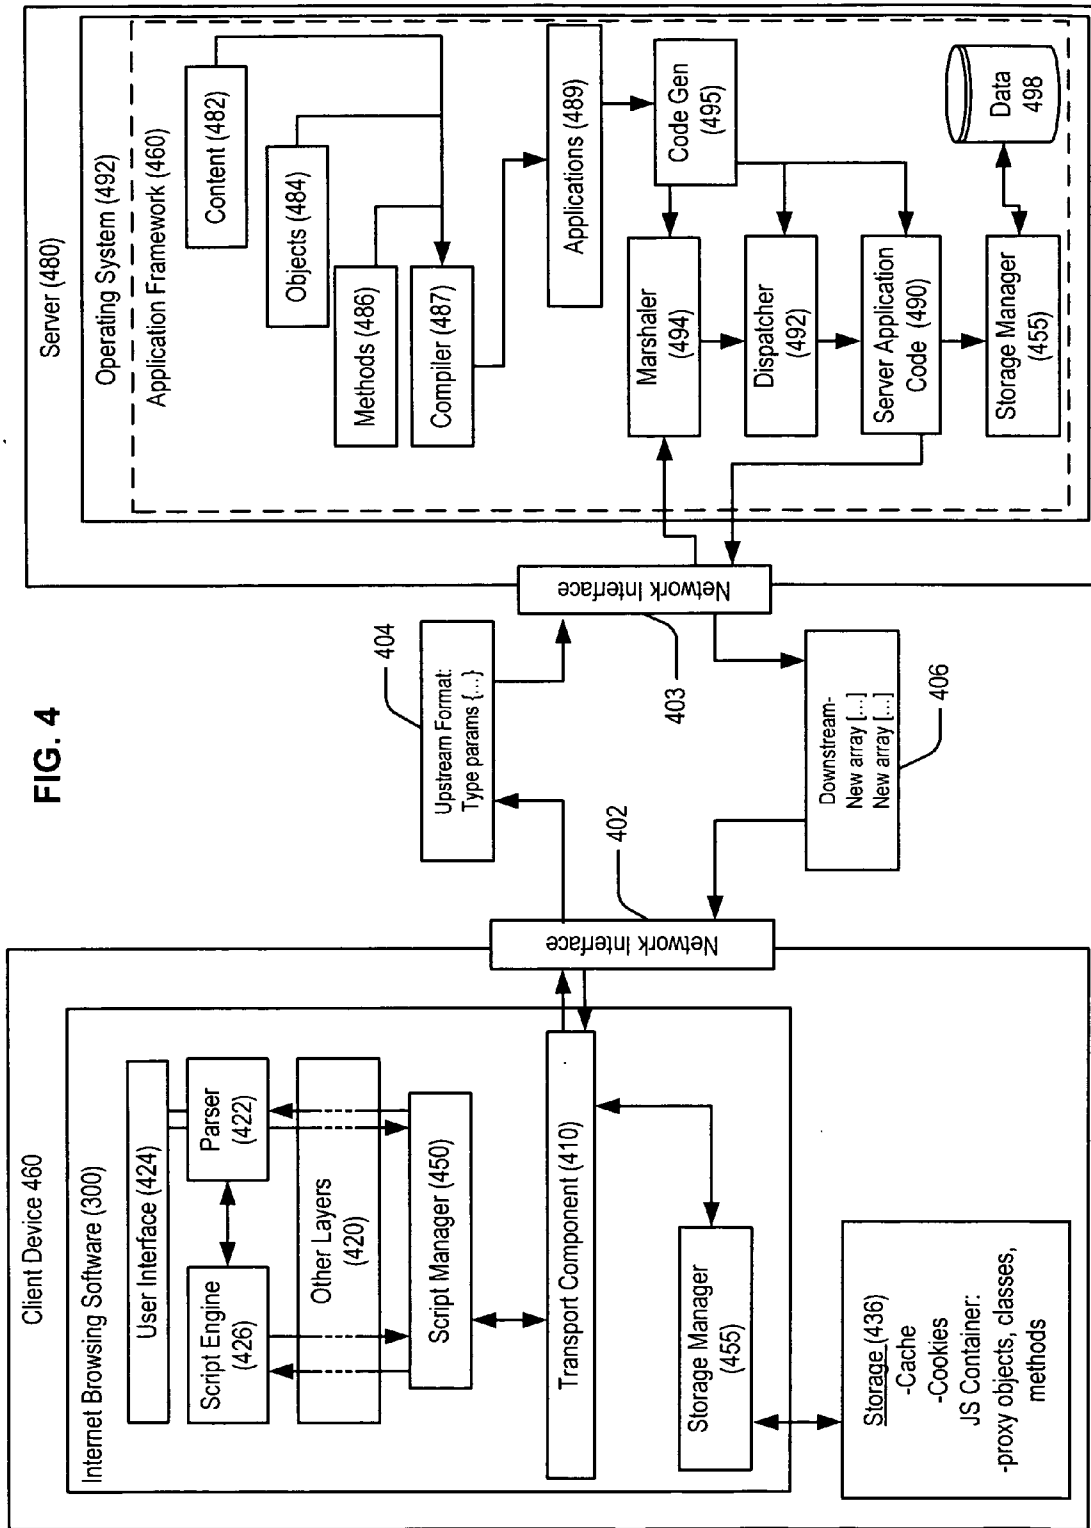 FIG. 4
Client Device 460
Internet Browsing Software (300)
User Interface (424)
Script Engine
(426)
Parser
(422)
Other Layers
(420)
Script Manager (450)
Transport Component (410)
Storage Manager
(455)
Storage (436)
-Cache
-Cookies
JS Container:
-proxy objects, classes,
methods
Network Interface
402
Upstream Format:
Type params {...}
404
Downstream-
New array [...]
New array [...]
406
Network Interface
403
Server (480)
Operating System (492)
Application Framework (460)
Content (482)
Objects (484)
Methods (486)
Compiler (487)
Applications (489)
Code Gen
(495)
Marshaler
(494)
Dispatcher
(492)
Server Application
Code (490)
Storage Manager
(455)
Data
498